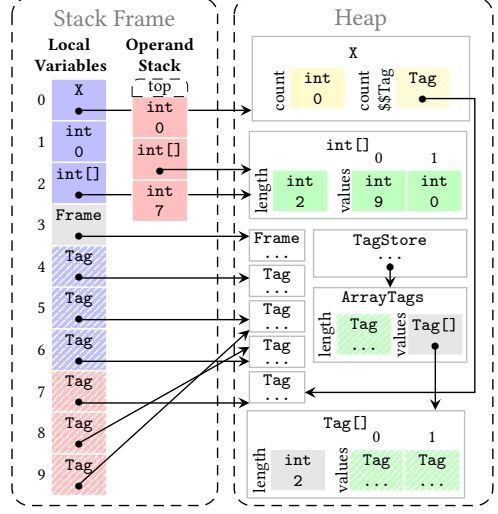 Stack Frame
Local Variables
Operand Stack
top
0
X
int
0
1
int
0
int[]
2
int[]
int
7
3
Frame
4
Tag
5
Tag
6
Tag
7
Tag
8
Tag
9
Tag
Heap
X
count
int
0
count
$$Tag
Tag
int[]
0
1
length
int
2
values
int
9
int
0
Frame
...
TagStore
...
Tag
...
ArrayTags
Tag
...
length
Tag
...
values
Tag[]
Tag
...
Tag
...
Tag[]
0
1
length
int
2
values
Tag
...
Tag
...